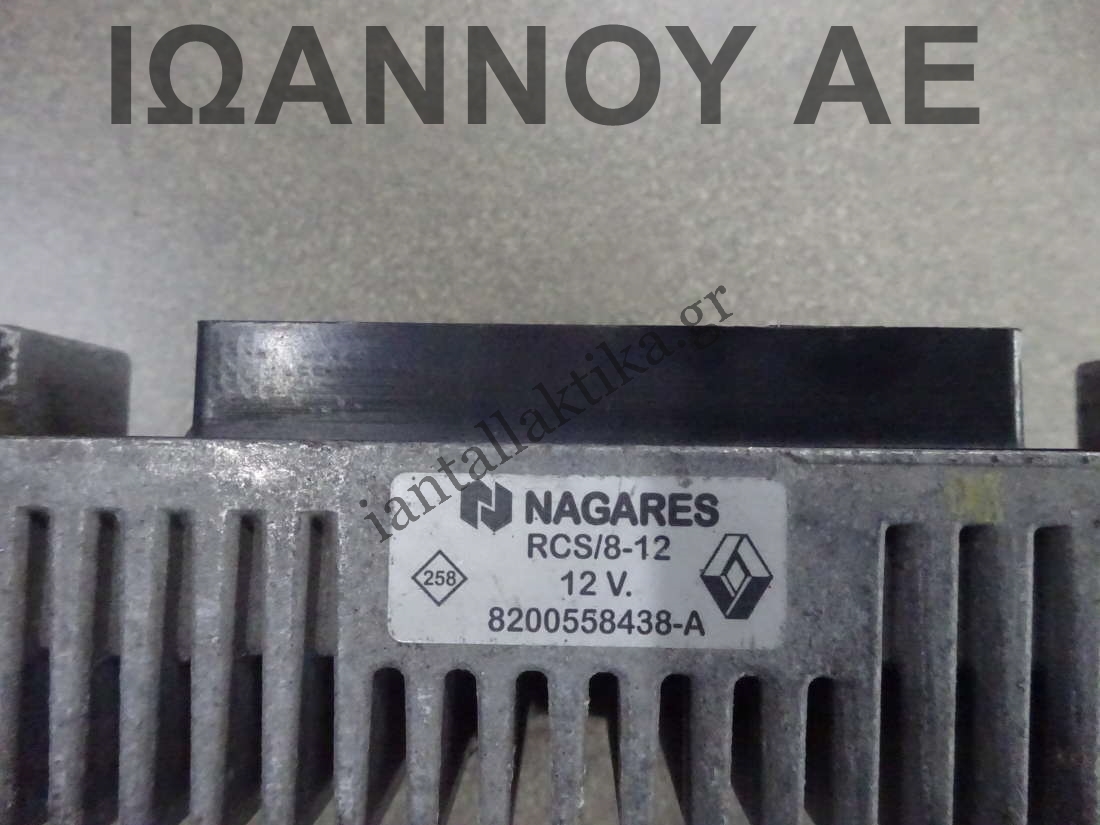 ΙΩΑΝΝΟΥ ΑΕ
iantallaktika.gr
NAGARES
RCS/8-12
258
12 V.
8200558438-A